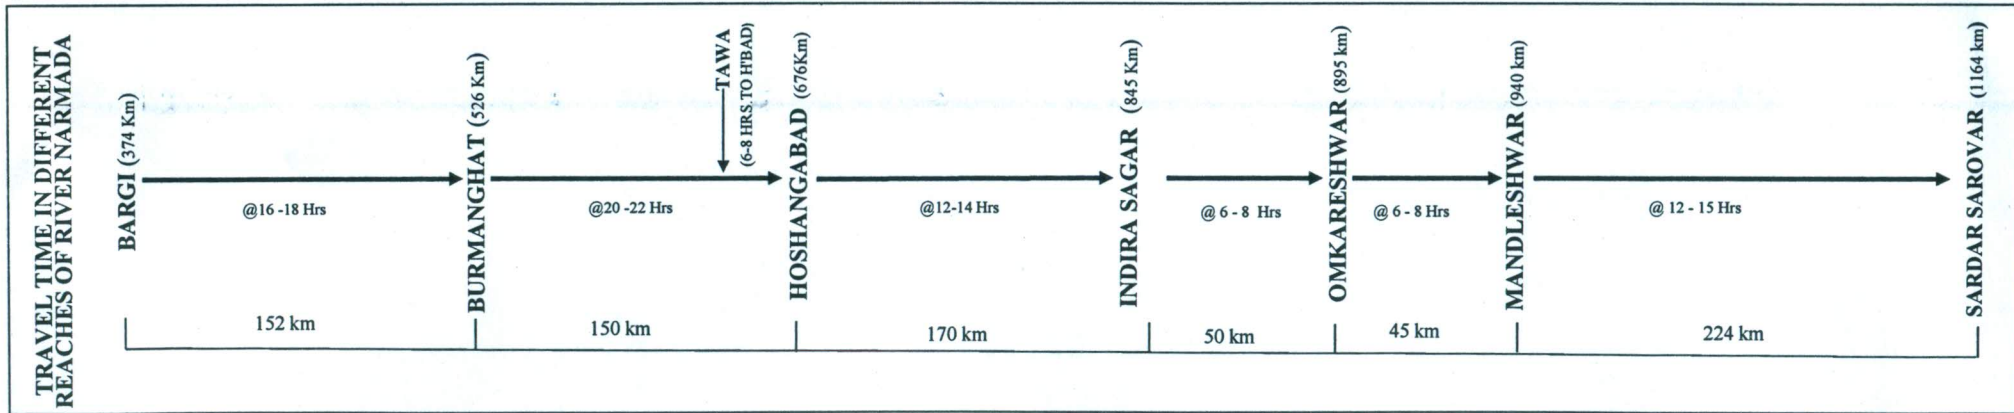 TRAVEL TIME IN DIFFERENT
REACHES OF RIVER NARMADA
BARGI (374 Km)
@16 -18 Hrs
BURMANGHAT (526 Km)
@20 -22 Hrs
TAWA
(6-8 HRS, TO H'BAD)
HOSHANGABAD (676Km)
@12-14 Hrs
INDIRA SAGAR (845 Km)
@ 6 - 8 Hrs
OMKARESHWAR (895 km)
@ 6 - 8 Hrs
MANDLESHWAR (940 km)
@ 12 - 15 Hrs
SARDAR SAROVAR (1164 km)
152 km
150 km
170 km
50 km
45 km
224 km